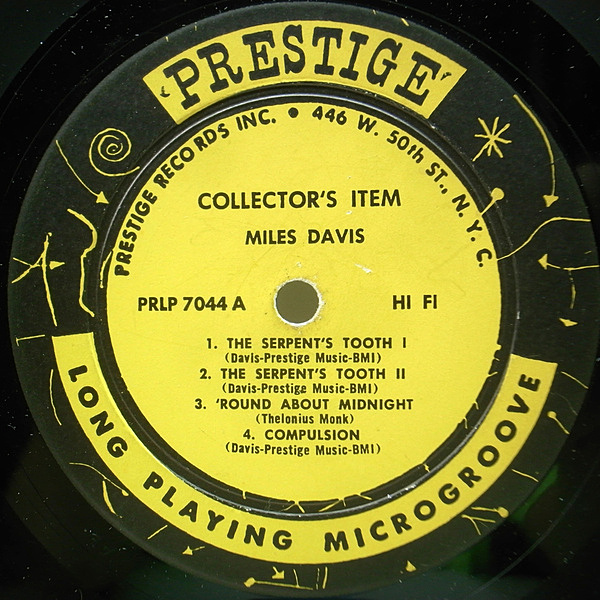 PRESTIGE
PRESTIGE RECORDS INC. • 446 W. 50th ST., N. Y. C.
COLLECTOR'S ITEM
MILES DAVIS
PRLP 7044 A
HI FI
1. THE SERPENT'S TOOTH I
(Davis-Prestige Music-BMI)
2. THE SERPENT'S TOOTH II
(Davis-Prestige Music-BMI)
3. 'ROUND ABOUT MIDNIGHT
(Thelonius Monk)
4. COMPULSION
(Davis-Prestige Music-BMI)
LONG PLAYING MICROGROOVE